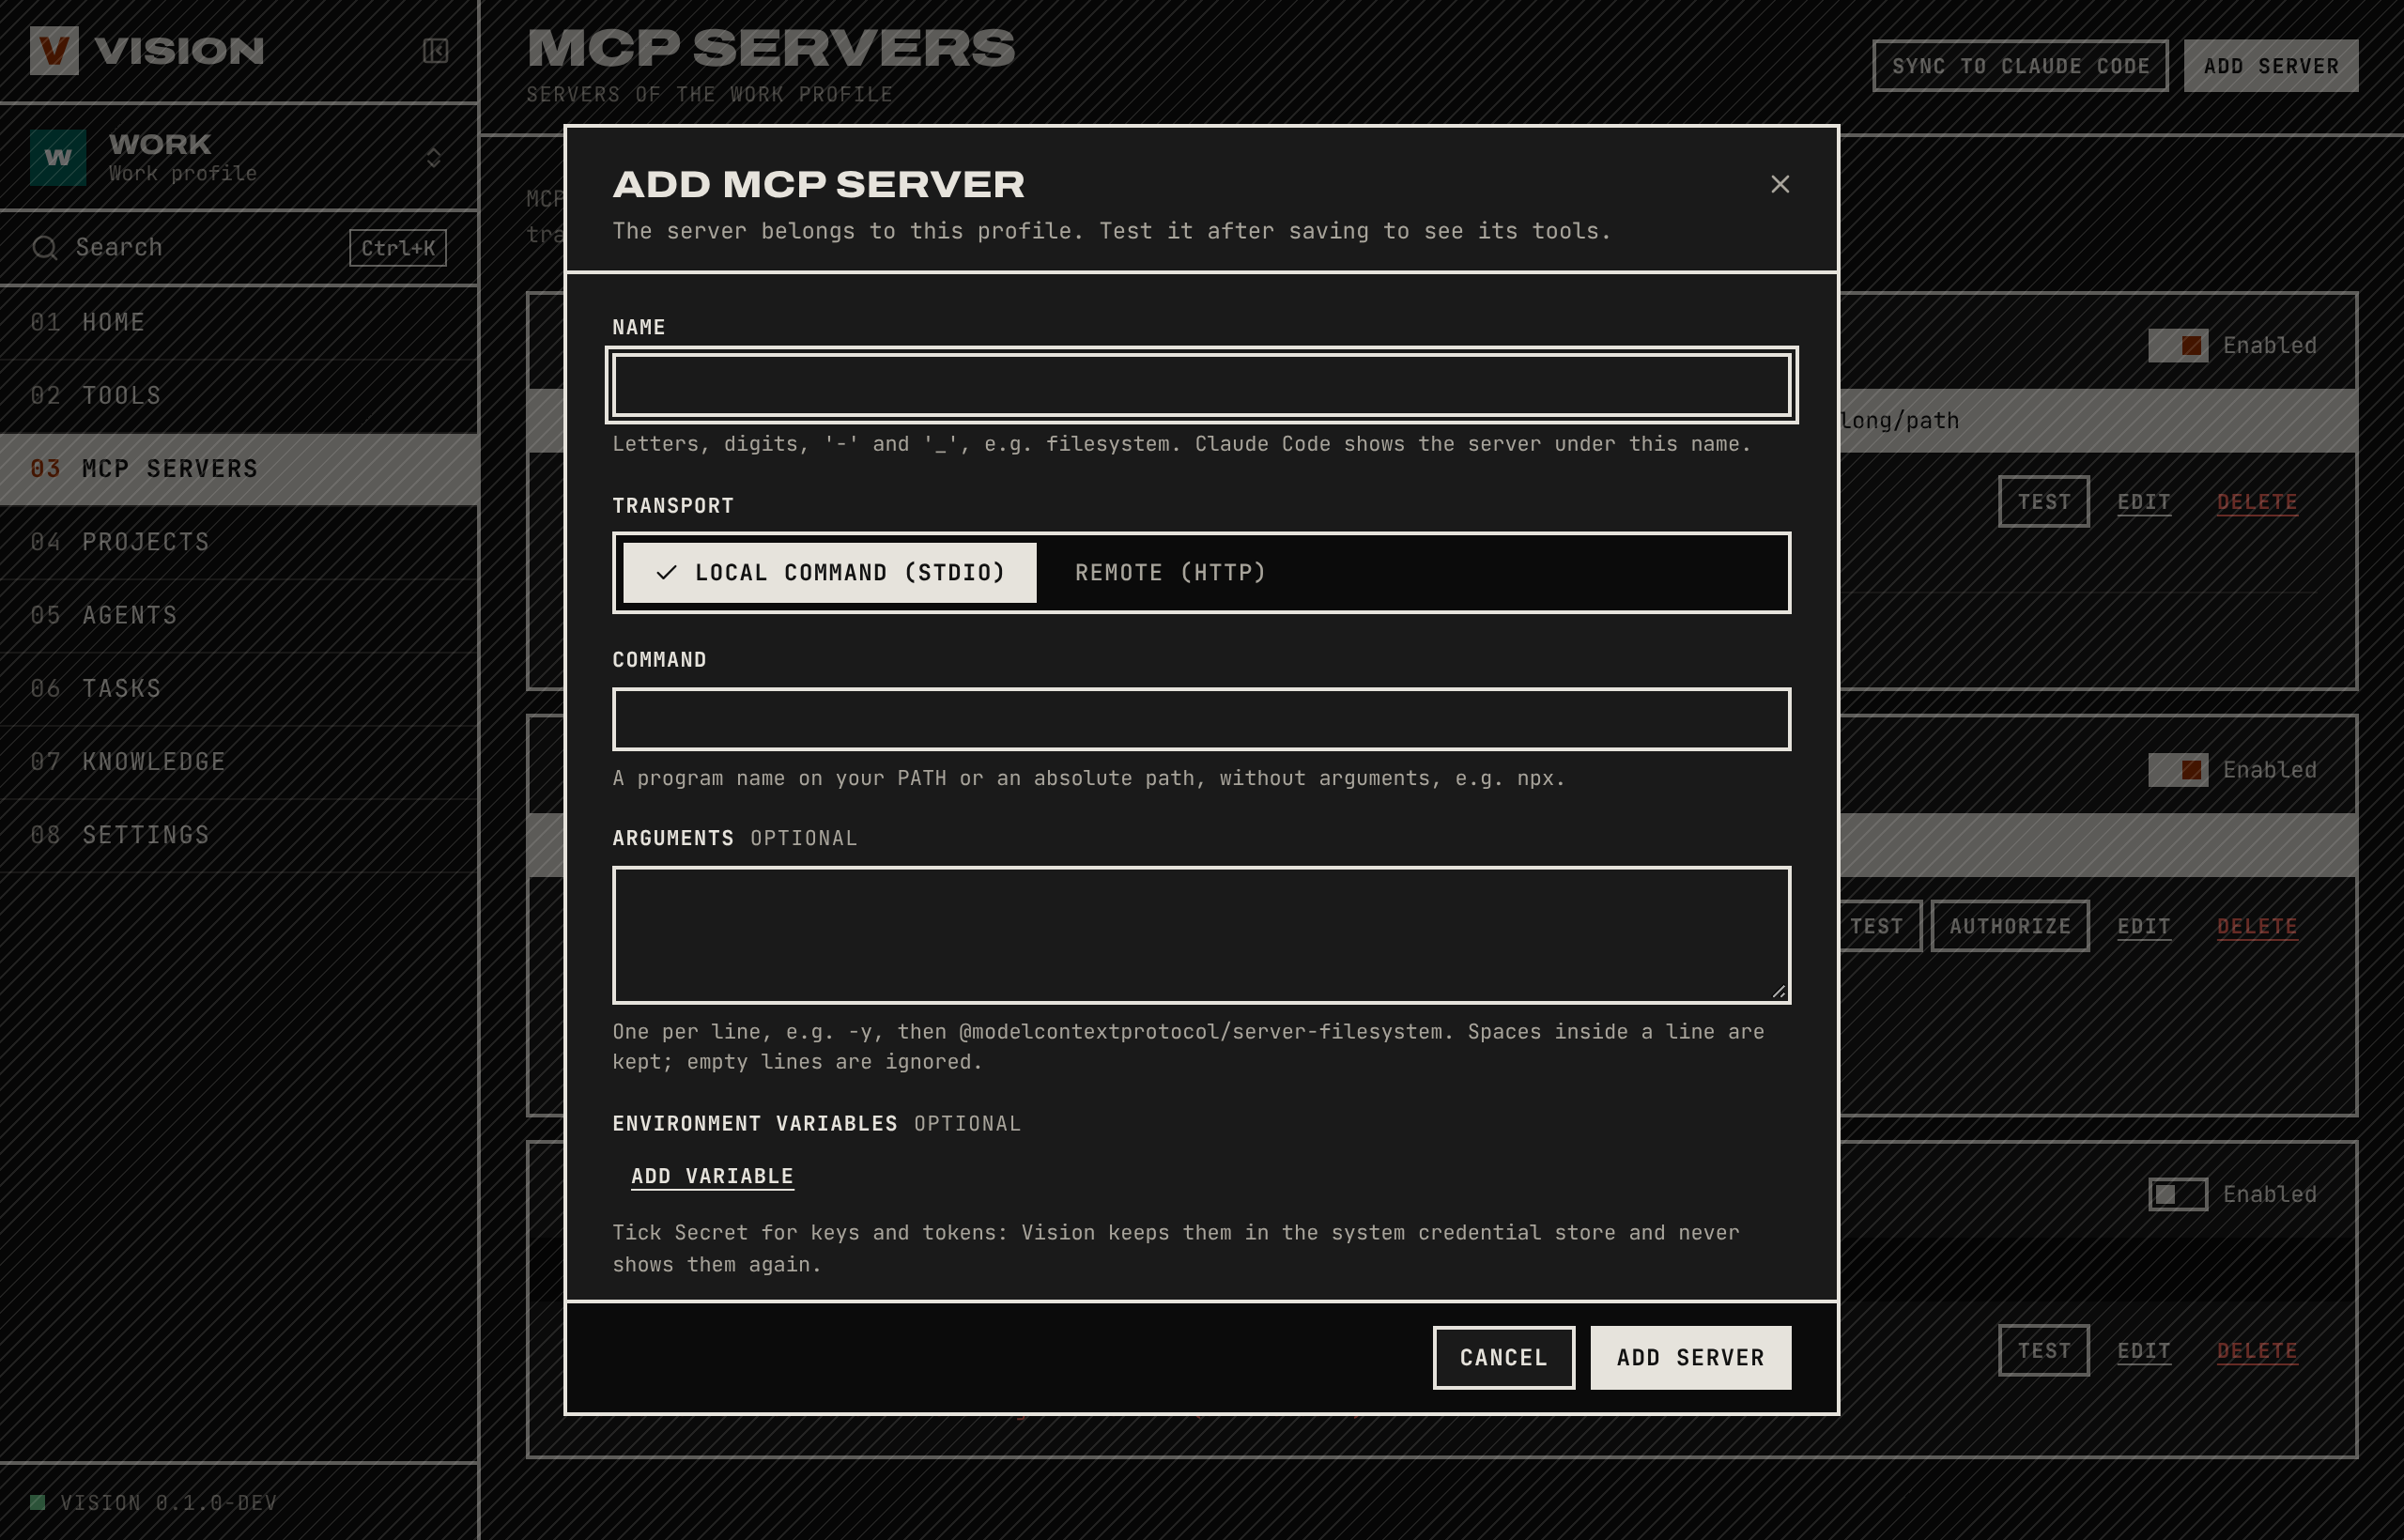 V VISION
W WORK
Work profile
Search Ctrl+K
01 HOME
02 TOOLS
03 MCP SERVERS
04 PROJECTS
05 AGENTS
06 TASKS
07 KNOWLEDGE
08 SETTINGS
VISION 0.1.0-DEV
MCP SERVERS
SERVERS OF THE WORK PROFILE
SYNC TO CLAUDE CODE
ADD SERVER
MCP
tra
ADD MCP SERVER
The server belongs to this profile. Test it after saving to see its tools.
NAME
Letters, digits, '-' and '_', e.g. filesystem. Claude Code shows the server under this name.
TRANSPORT
LOCAL COMMAND (STDIO) REMOTE (HTTP)
COMMAND
A program name on your PATH or an absolute path, without arguments, e.g. npx.
ARGUMENTS OPTIONAL
One per line, e.g. -y, then @modelcontextprotocol/server-filesystem. Spaces inside a line are
kept; empty lines are ignored.
ENVIRONMENT VARIABLES OPTIONAL
ADD VARIABLE
Tick Secret for keys and tokens: Vision keeps them in the system credential store and never
shows them again.
CANCEL ADD SERVER
Enabled
long/path
TEST EDIT DELETE
Enabled
TEST AUTHORIZE EDIT DELETE
Enabled
TEST EDIT DELETE